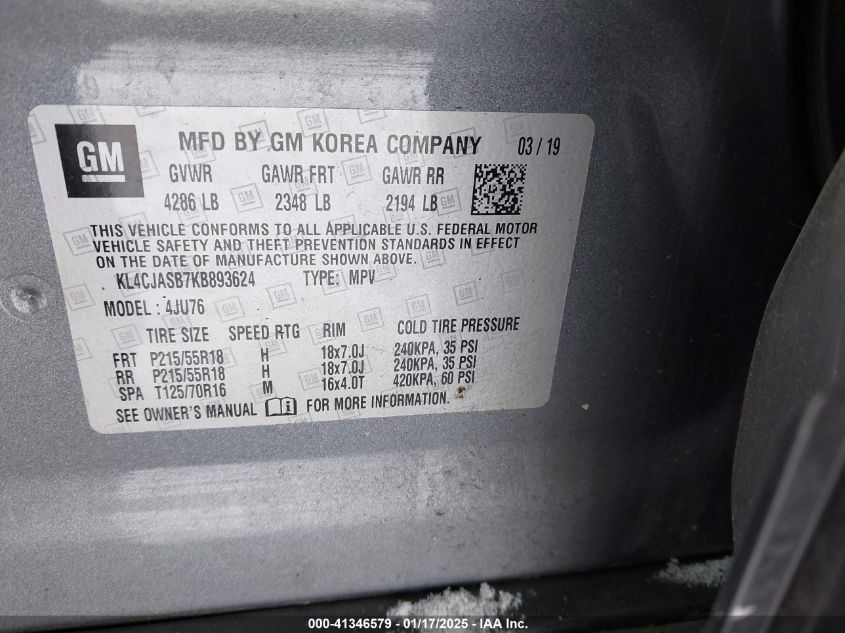 GM
MFD BY GM KOREA COMPANY 03 / 19
GVWR GAWR FRT GAWR RR
4286 LB 2348 LB 2194 LB
THIS VEHICLE CONFORMS TO ALL APPLICABLE U.S. FEDERAL MOTOR
VEHICLE SAFETY AND THEFT PREVENTION STANDARDS IN EFFECT
ON THE DATE OF MANUFACTURE SHOWN ABOVE.
KL4CJASB7KB893624 TYPE: MPV
MODEL : 4JU76
TIRE SIZE SPEED RTG RIM COLD TIRE PRESSURE
FRT P215/55R18 H 18x7.0J 240KPA, 35 PSI
RR P215/55R18 H 18x7.0J 240KPA, 35 PSI
SPA T125/70R16 M 16x4.0T 420KPA, 60 PSI
SEE OWNER'S MANUAL FOR MORE INFORMATION.
000-41346579 — 01/17/2025 — IAA Inc.